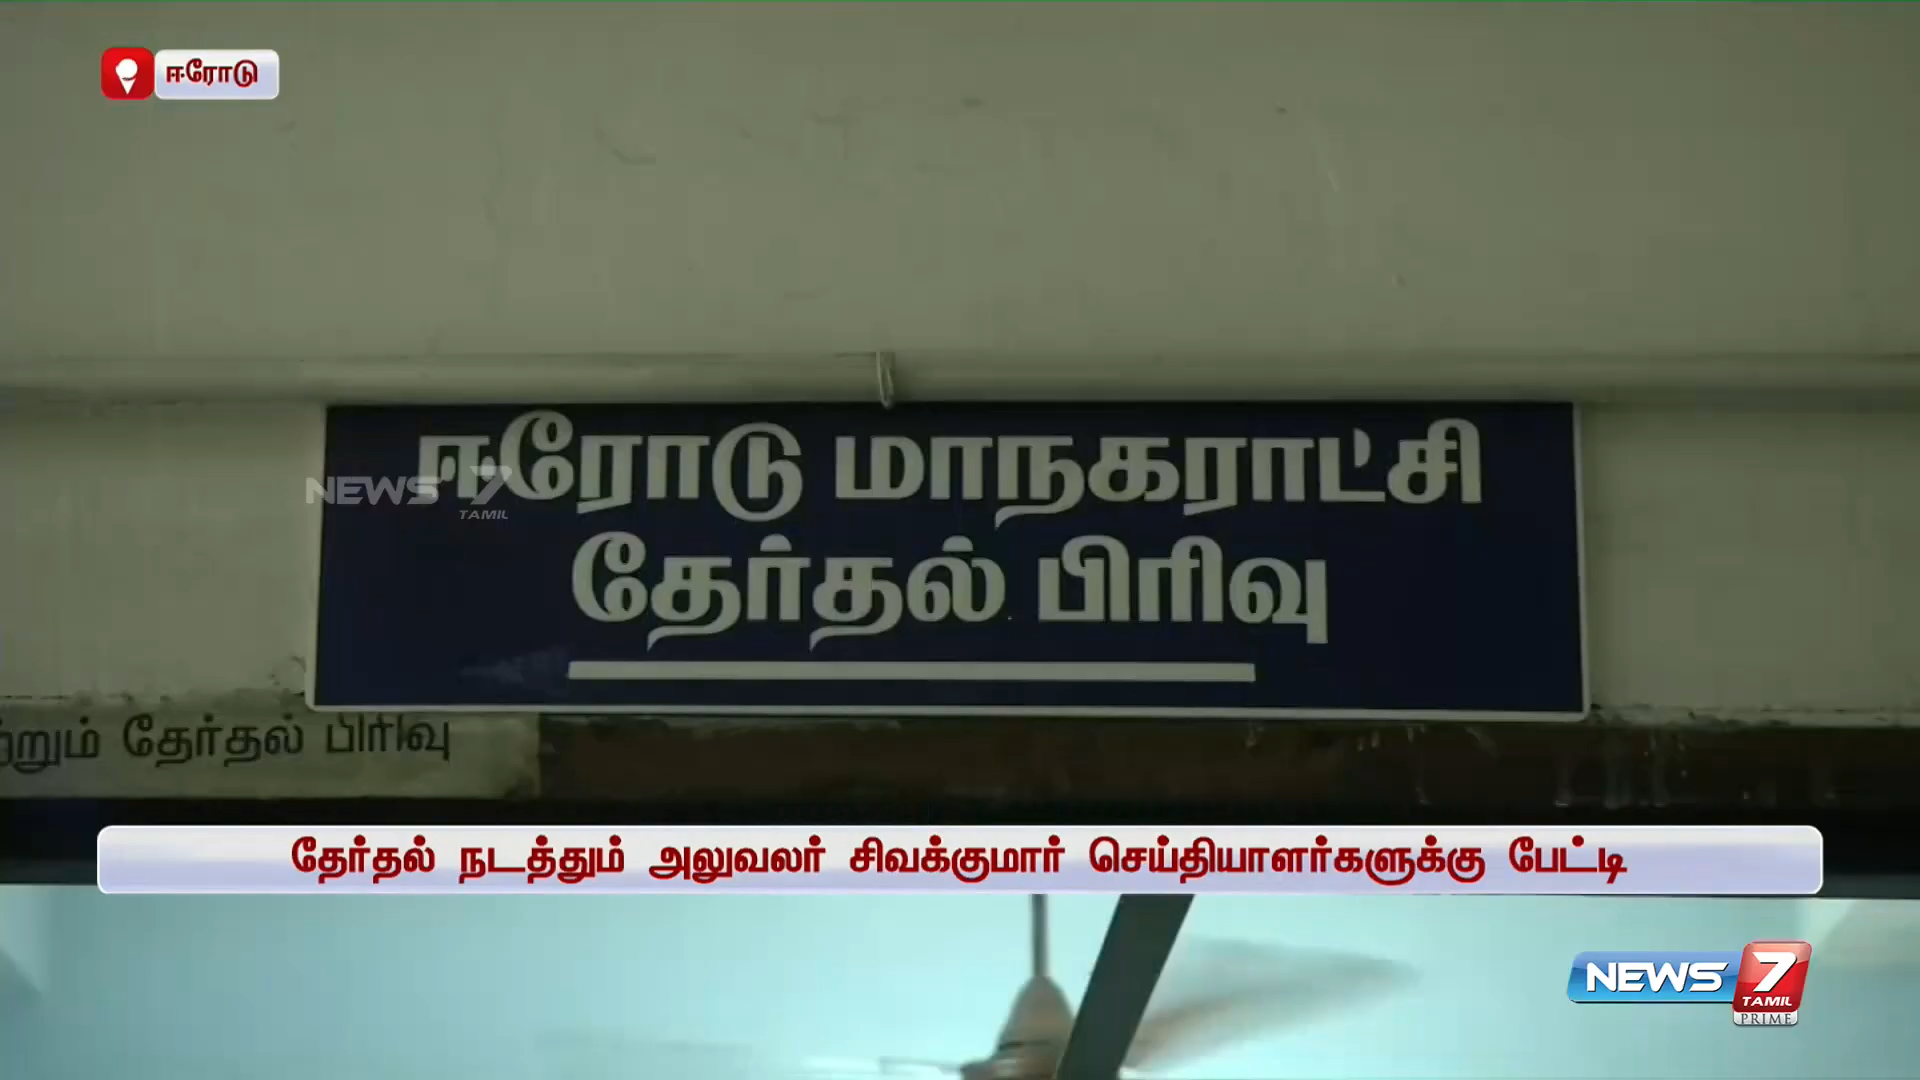 ஈரோடு
ஈரோடு மாநகராட்சி
NEWS 7
TAMIL
தேர்தல் பிரிவு
தேர்தல் பிரிவு
தேர்தல் நடத்தும் அலுவலர் சிவக்குமார் செய்தியாளர்களுக்கு பேட்டி
NEWS 7
TAMIL
PRIME